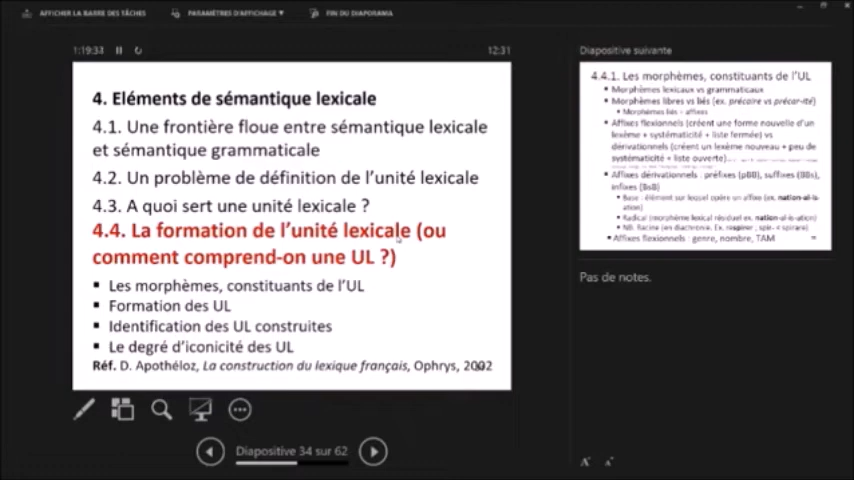 AFFICHER LA BARRE DES TÂCHES
PARAMÈTRES D'AFFICHAGE ▼
FIN DU DIAPORAMA
1:19:33
12:31
4. Eléments de sémantique lexicale
4.1. Une frontière floue entre sémantique lexicale
et sémantique grammaticale
4.2. Un problème de définition de l'unité lexicale
4.3. A quoi sert une unité lexicale ?
4.4. La formation de l'unité lexicale (ou
comment comprend-on une UL ?)
▪ Les morphèmes, constituants de l'UL
▪ Formation des UL
▪ Identification des UL construites
▪ Le degré d'iconicité des UL
Réf. D. Apothéloz, La construction du lexique français, Ophrys, 2002
Diapositive 34 sur 62
Diapositive suivante
4.4.1. Les morphèmes, constituants de l'UL
▪ Morphèmes lexicaux vs grammaticaux
▪ Morphèmes libres vs liés (ex. précaire vs précar-ité)
▪ Morphèmes liés = affixes
▪ Affixes flexionnels (créent une forme nouvelle d'un
lexème + systématicité + liste fermée) vs
dérivationnels (créent un lexème nouveau + peu de
systématicité + liste ouverte)
▪ Affixes dérivationnels : préfixes (pBB), suffixes (BBs),
infixes (BsB)
▪ Base : élément sur lequel opère un affixe (ex. nation-al-is-
ation)
▪ Radical (morphème lexical résiduel ex. nation-al-is-ation)
▪ NB. Racine (en diachronie. Ex. respirer, spir- < spirare)
▪ Affixes flexionnels : genre, nombre, TAM
Pas de notes.